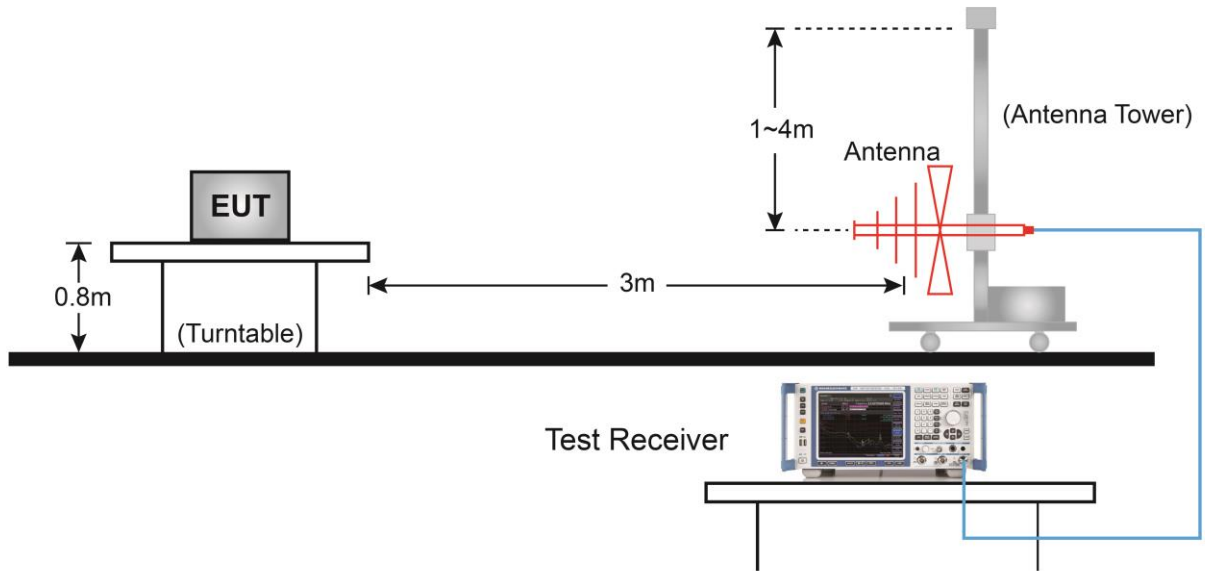 1~4m
(Antenna Tower)
Antenna
EUT
0.8m
3m
(Turntable)
Test Receiver